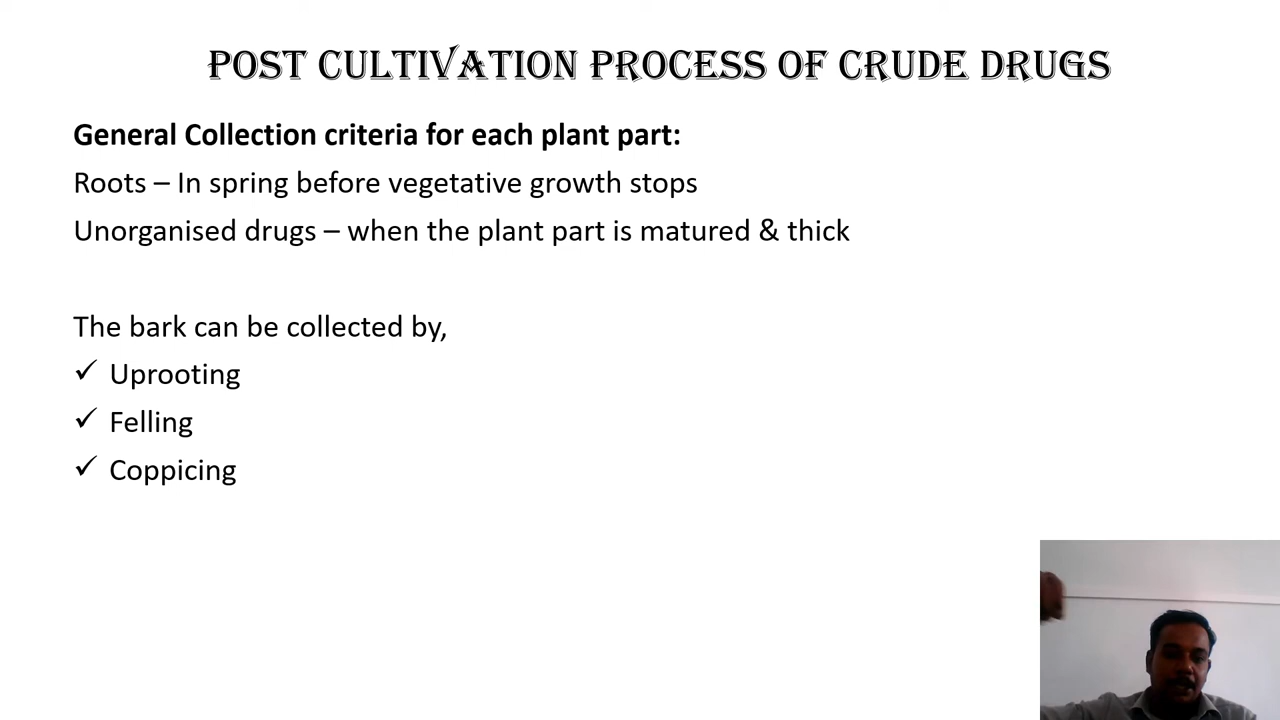 POST CULTIVATION PROCESS OF CRUDE DRUGS
General Collection criteria for each plant part:
Roots – In spring before vegetative growth stops
Unorganised drugs – when the plant part is matured & thick
The bark can be collected by,
✓ Uprooting
✓ Felling
✓ Coppicing